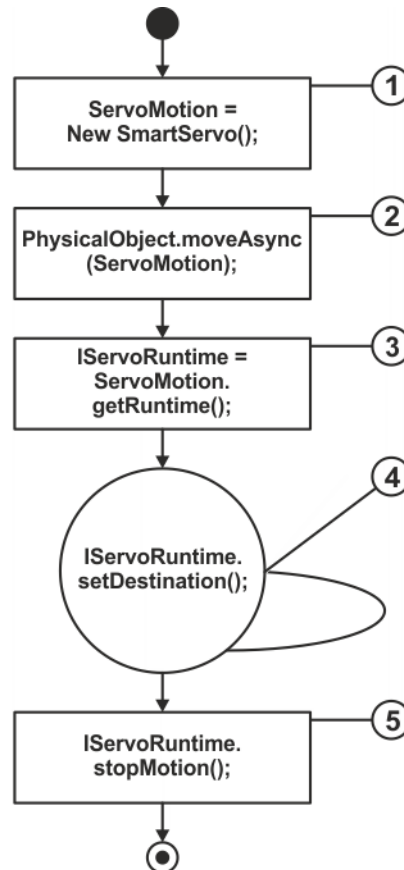 1
ServoMotion =
New SmartServo();
2
PhysicalObject.moveAsync
(ServoMotion);
3
IServoRuntime =
ServoMotion.
getRuntime();
4
IServoRuntime.
setDestination();
5
IServoRuntime.
stopMotion();